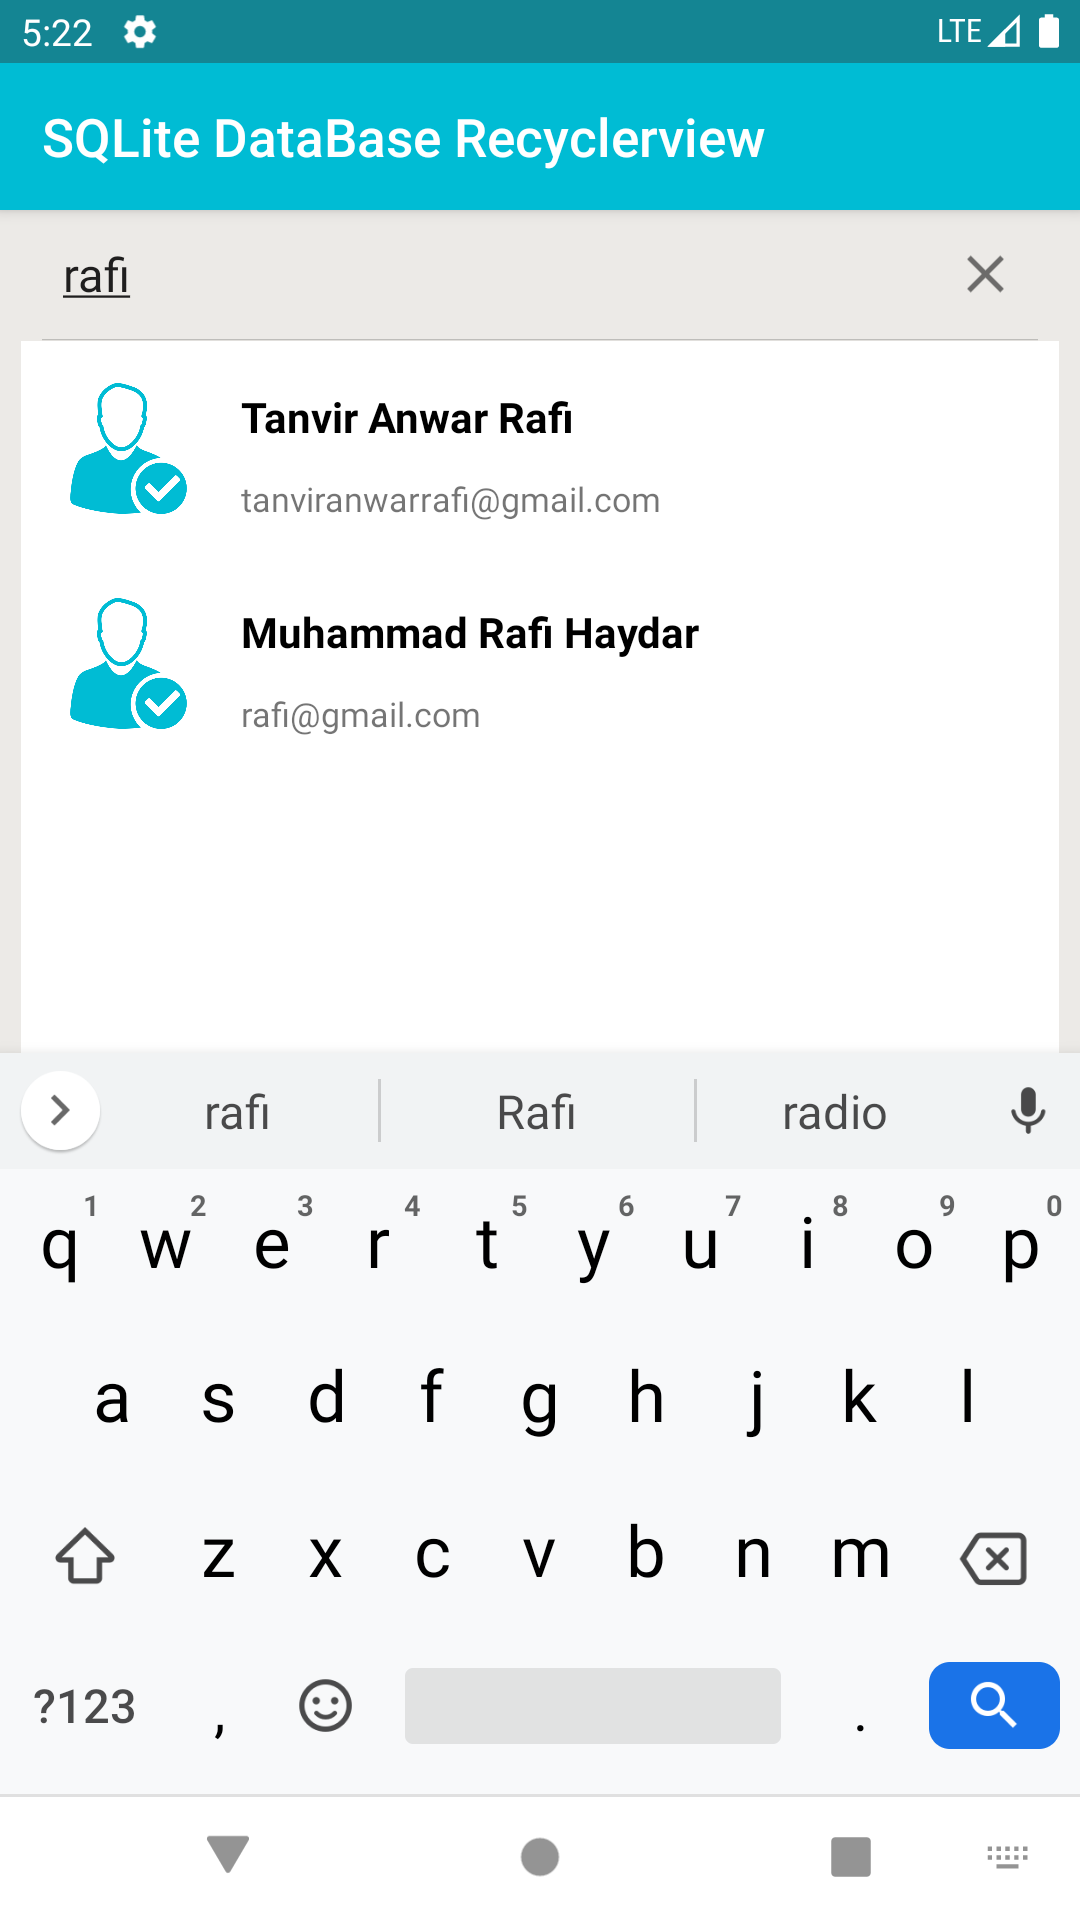 5:22 LTE
SQLite DataBase Recyclerview
rafi
Tanvir Anwar Rafi
tanviranwarrafi@gmail.com
Muhammad Rafi Haydar
rafi@gmail.com
rafi Rafi radio
1 2 3 4 5 6 7 8 9 0
q w e r t y u i o p
a s d f g h j k l
z x c v b n m
?123 , .